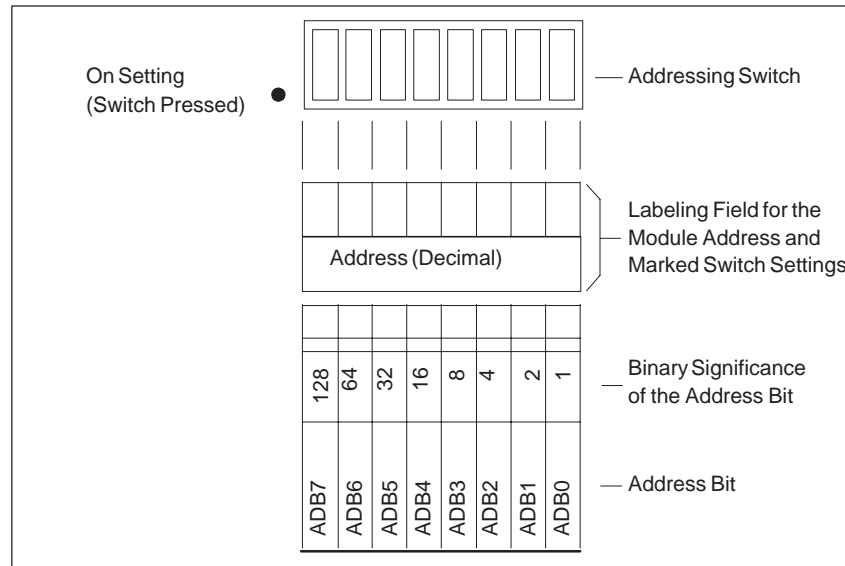 On Setting
(Switch Pressed)
Addressing Switch
Labeling Field for the
Module Address and
Marked Switch Settings
Address (Decimal)
128 64 32 16 8 4 2 1
Binary Significance
of the Address Bit
ADB7 ADB6 ADB5 ADB4 ADB3 ADB2 ADB1 ADB0
Address Bit